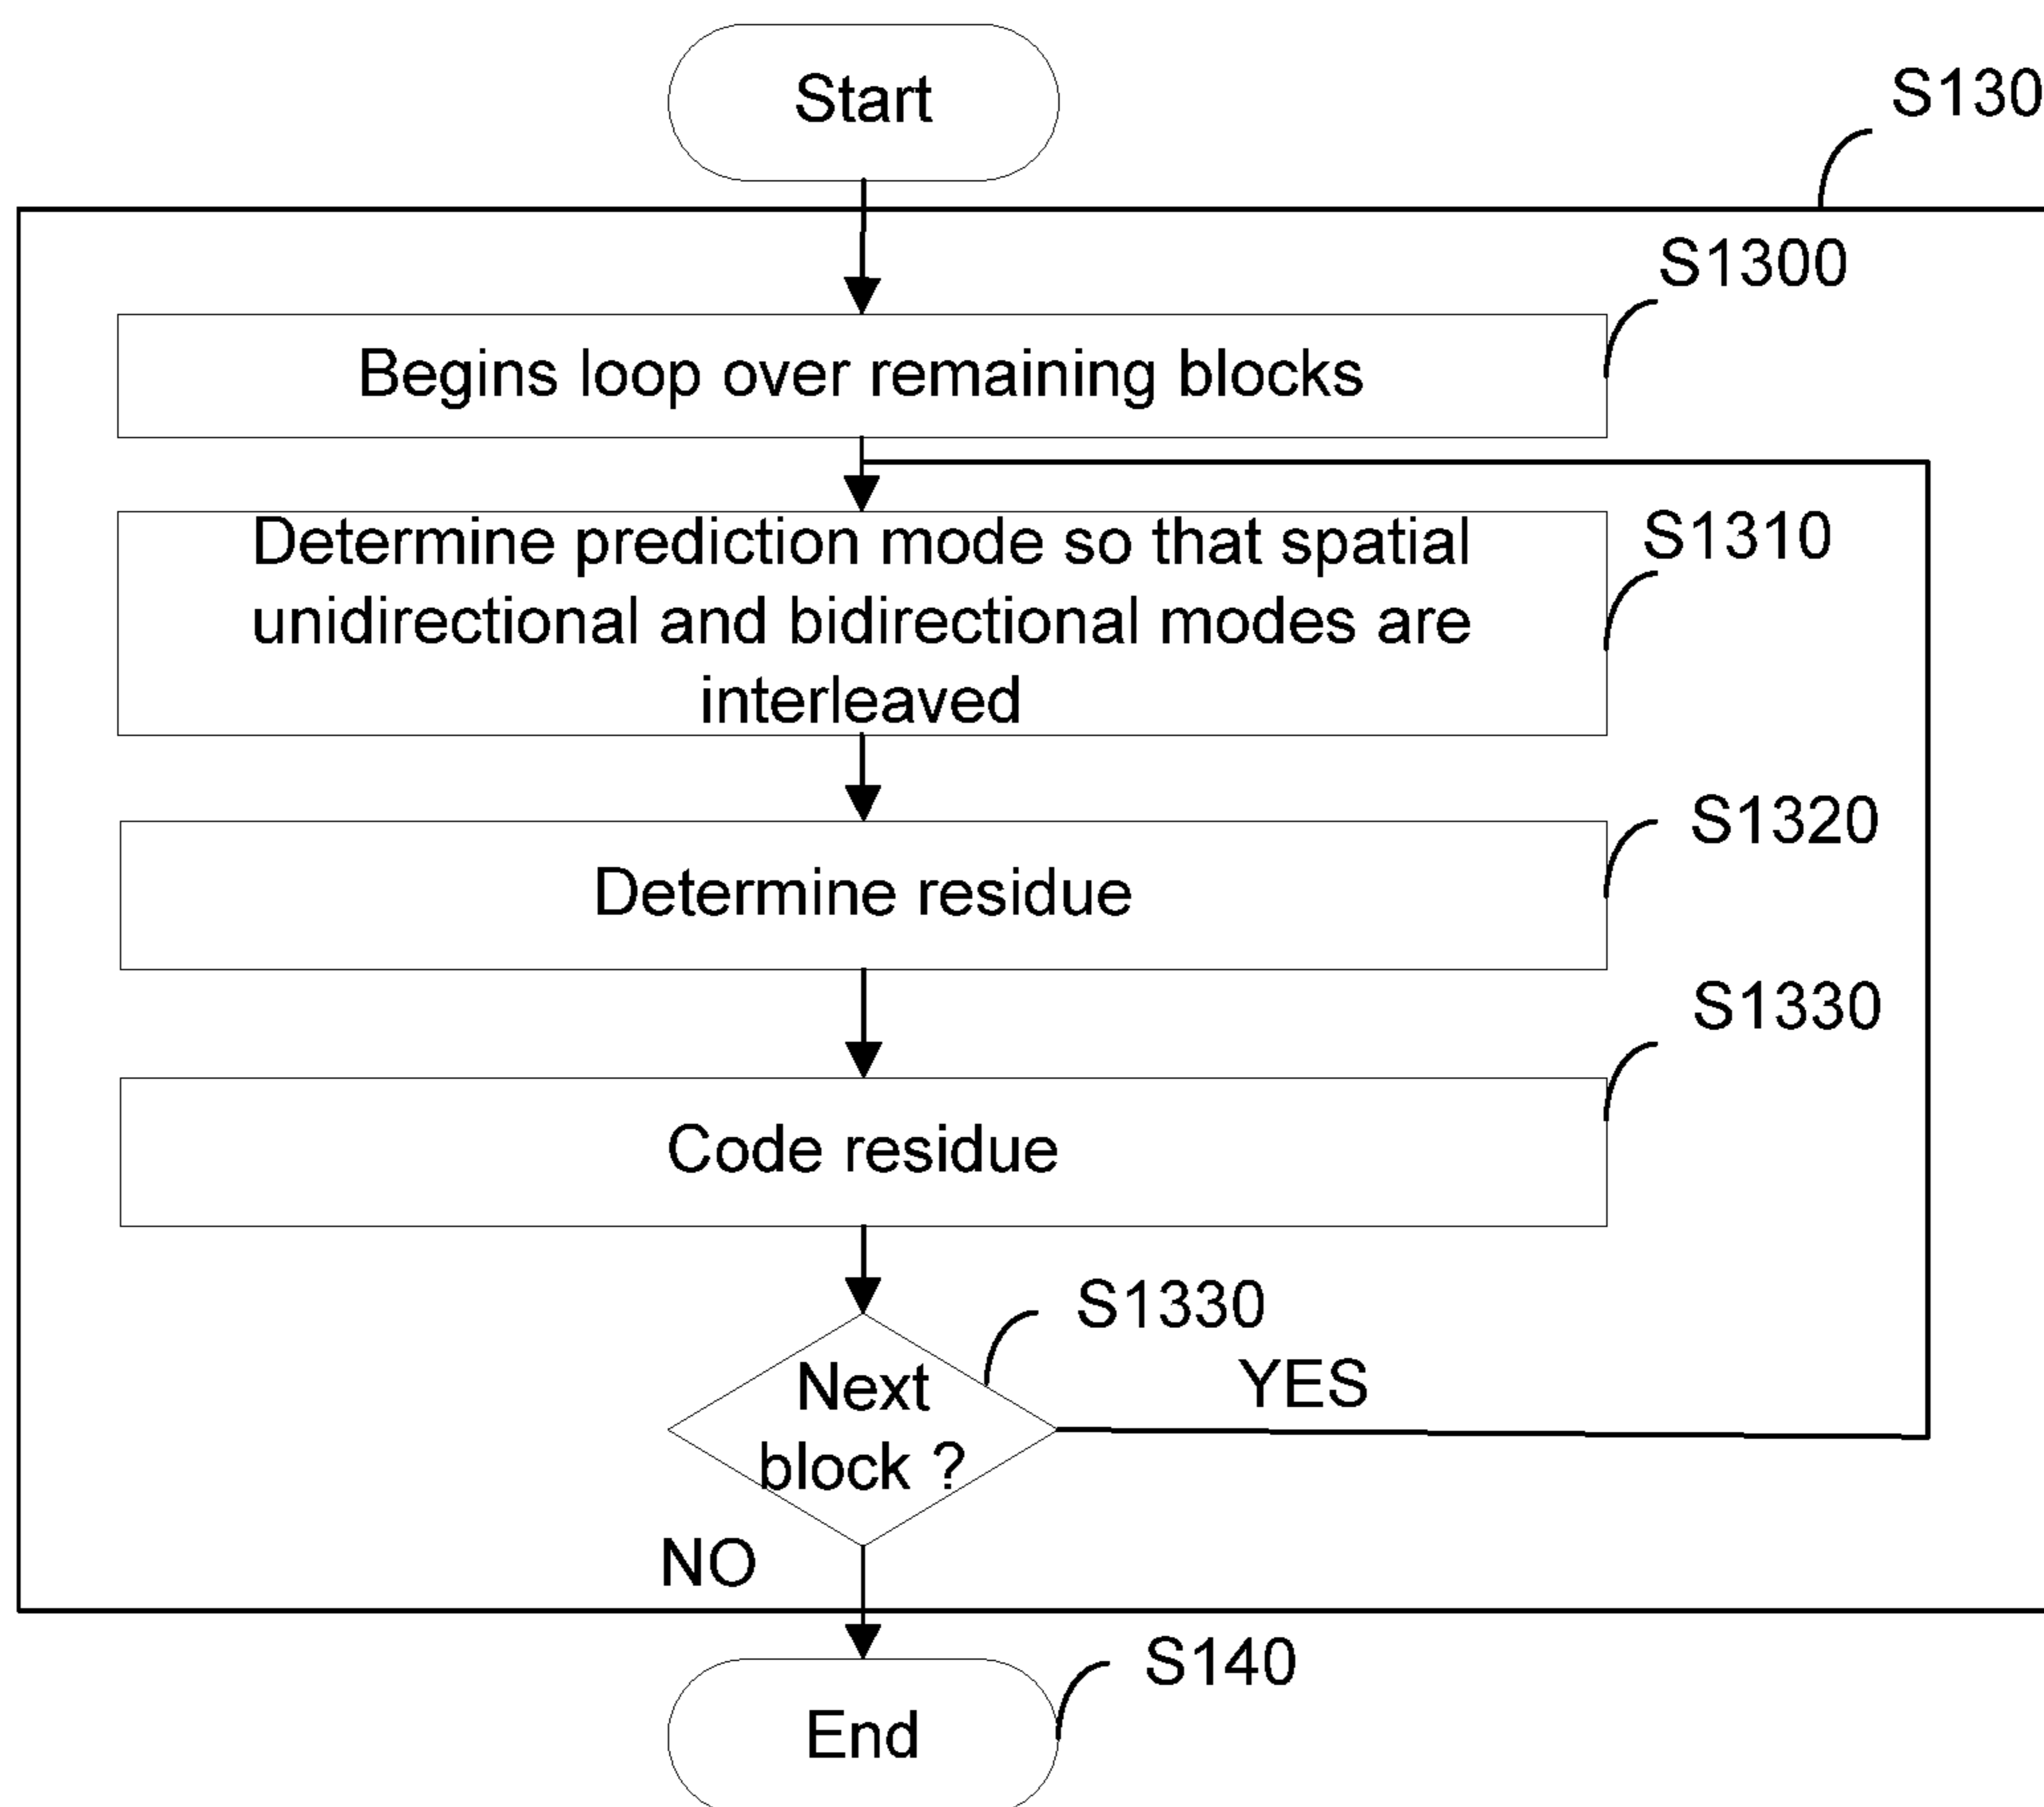 Start
S130
S1300
Begins loop over remaining blocks
S1310
Determine prediction mode so that spatial
unidirectional and bidirectional modes are
interleaved
S1320
Determine residue
S1330
Code residue
S1330
Next
block ?
YES
NO
S140
End